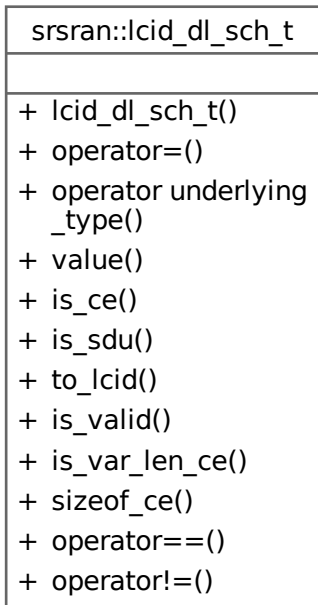 srsran::lcid_dl_sch_t
+ lcid_dl_sch_t()
+ operator=()
+ operator underlying
_type()
+ value()
+ is_ce()
+ is_sdu()
+ to_lcid()
+ is_valid()
+ is_var_len_ce()
+ sizeof_ce()
+ operator==()
+ operator!=()